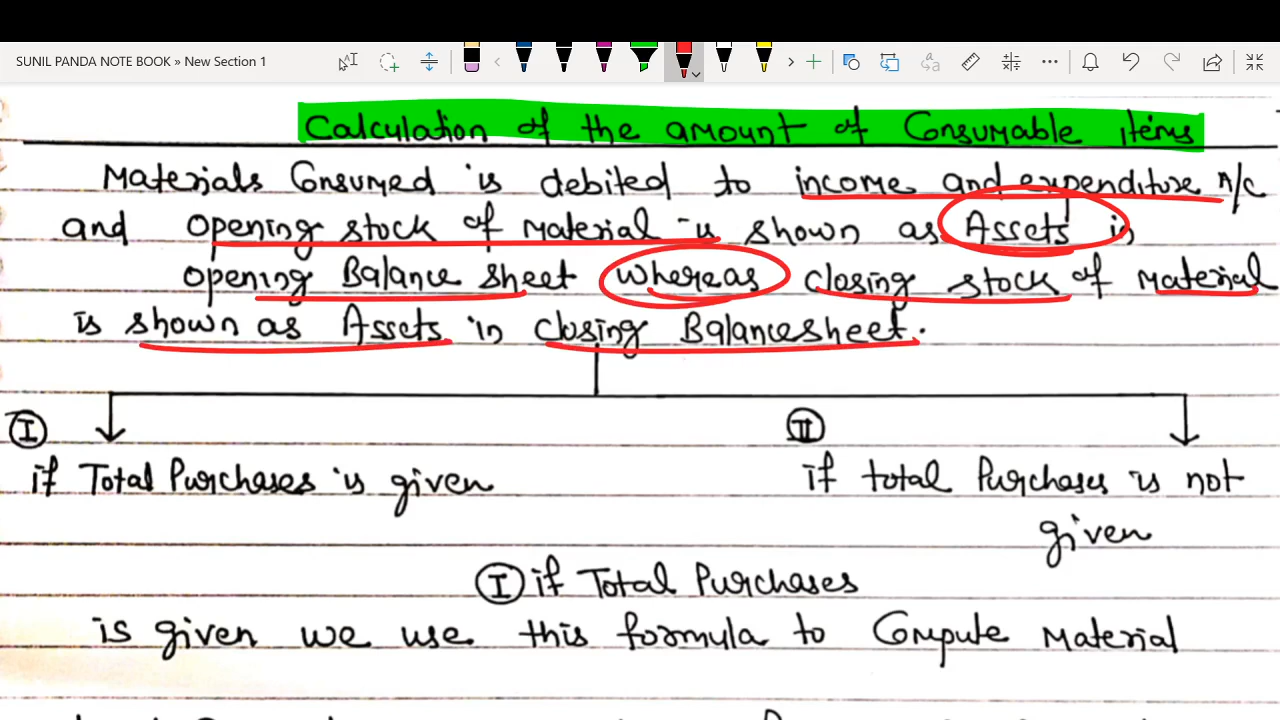 SUNIL PANDA NOTE BOOK » New Section 1
Calculation of the amount of Consumable items
Materials Consumed is debited to income and expenditure A/c
and opening stock of material is shown as Assets in
opening Balance sheet whereas closing stock of material
is shown as Assets in closing Balancesheet.
I
II
if Total Purchases is given
if total Purchases is not
given
I if Total Purchases
is given we use this formula to Compute Material